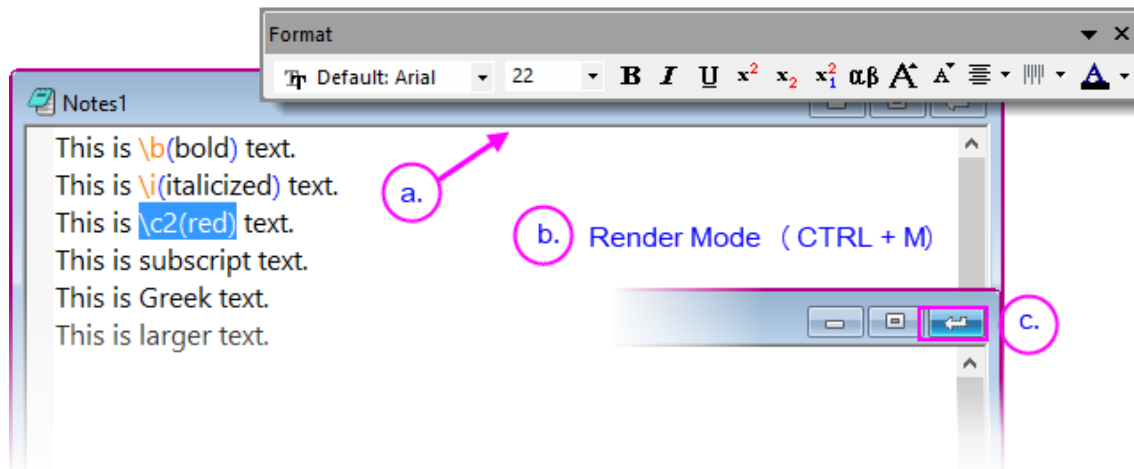 Format
Default: Arial 22 B I U x² x₂ x²₁ αβ A A A
Notes1
This is \b(bold) text.
This is \i(italicized) text.
a.
This is \c2(red) text.
b. Render Mode ( CTRL + M)
This is subscript text.
This is Greek text.
c.
This is larger text.